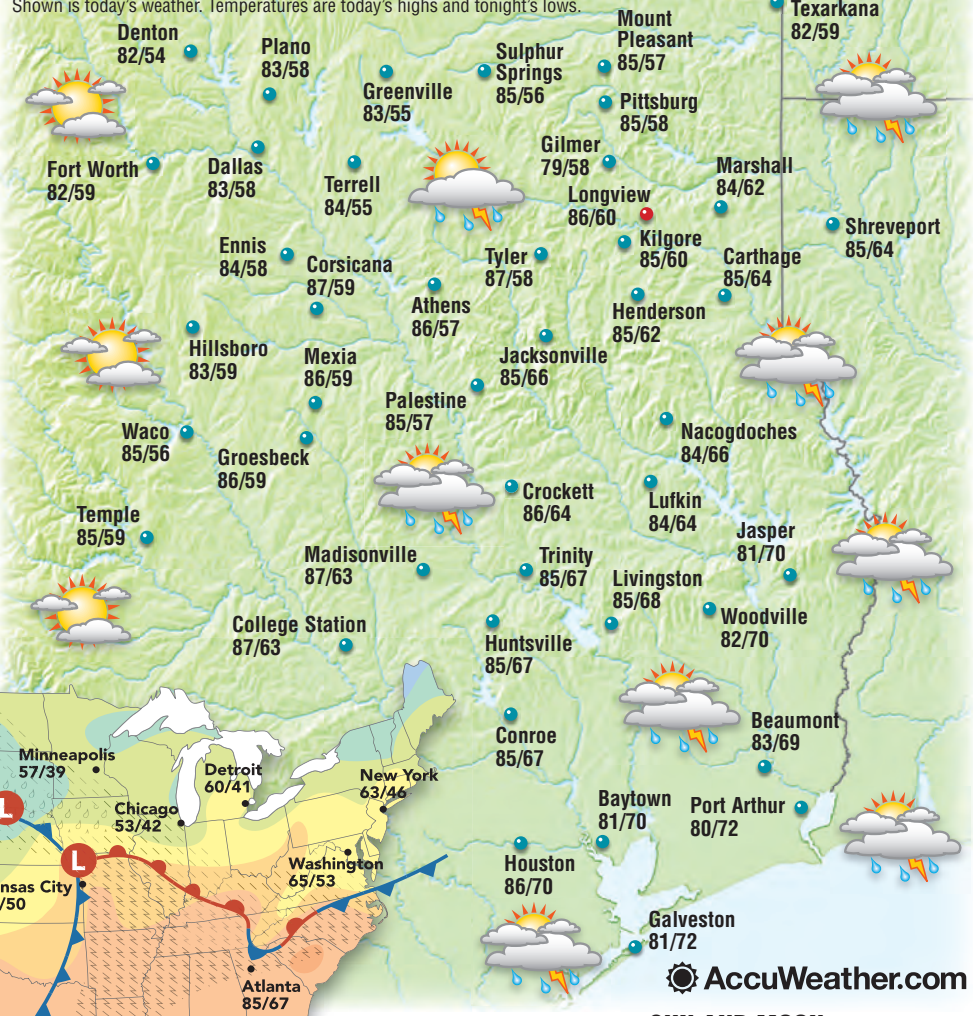 Shown is today's weather. Temperatures are today's highs and tonight's lows.
Texarkana
82/59
Denton
82/54
Plano
83/58
Greenville
83/55
Sulphur
Springs
85/56
Mount
Pleasant
85/57
Pittsburg
85/58
Gilmer
79/58
Fort Worth
82/59
Dallas
83/58
Terrell
84/55
Longview
86/60
Marshall
84/62
Shreveport
85/64
Ennis
84/58
Corsicana
87/59
Tyler
87/58
Kilgore
85/60
Carthage
85/64
Athens
86/57
Henderson
85/62
Hillsboro
83/59
Mexia
86/59
Jacksonville
85/66
Palestine
85/57
Waco
85/56
Groesbeck
86/59
Nacogdoches
84/66
Crockett
86/64
Lufkin
84/64
Temple
85/59
Jasper
81/70
Madisonville
87/63
Trinity
85/67
Livingston
85/68
Woodville
82/70
College Station
87/63
Huntsville
85/67
Conroe
85/67
Beaumont
83/69
Baytown
81/70
Port Arthur
80/72
Houston
86/70
Galveston
81/72
AccuWeather.com
Minneapolis
57/39
Detroit
60/41
New York
63/46
Chicago
53/42
L
L
Washington
65/53
nsas City
/50
Atlanta
85/67